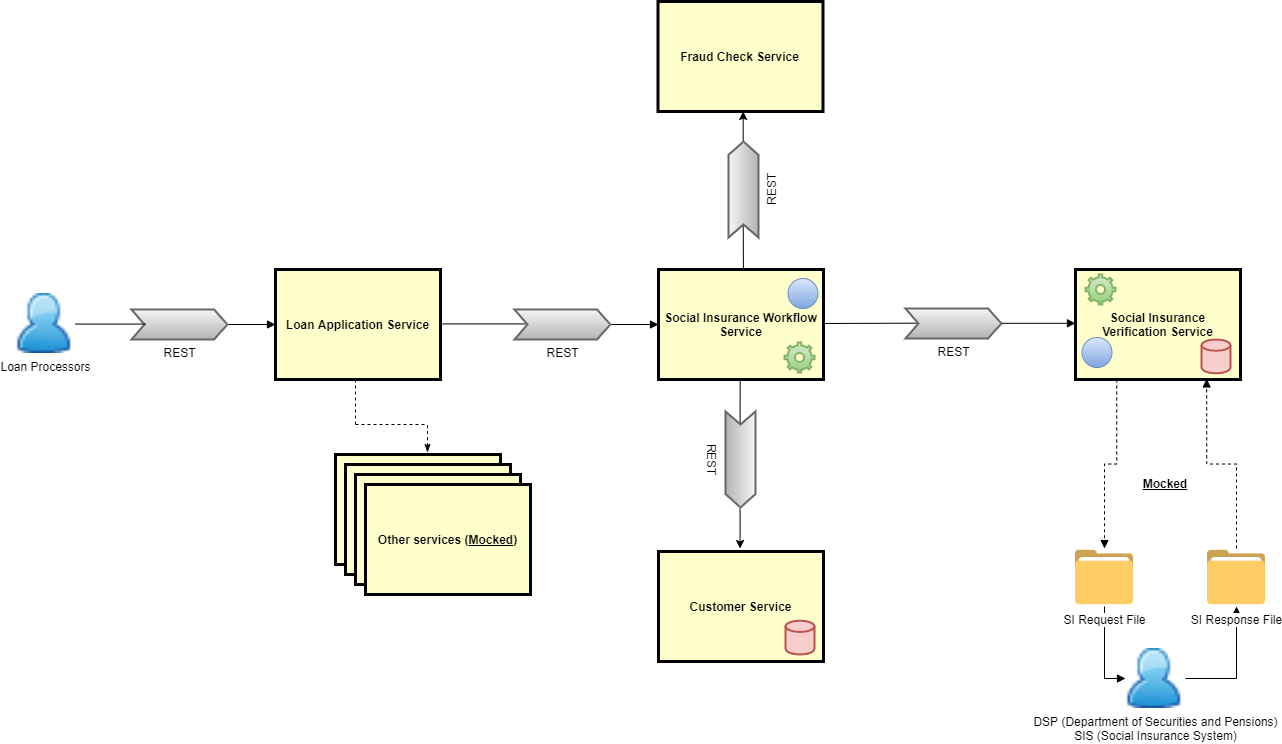 Fraud Check Service
REST
Loan Processors
REST
Loan Application Service
REST
Social Insurance Workflow
Service
REST
Social Insurance
Verification Service
REST
Mocked
Other services (Mocked)
Customer Service
SI Request File
SI Response File
DSP (Department of Securities and Pensions)
SIS (Social Insurance System)